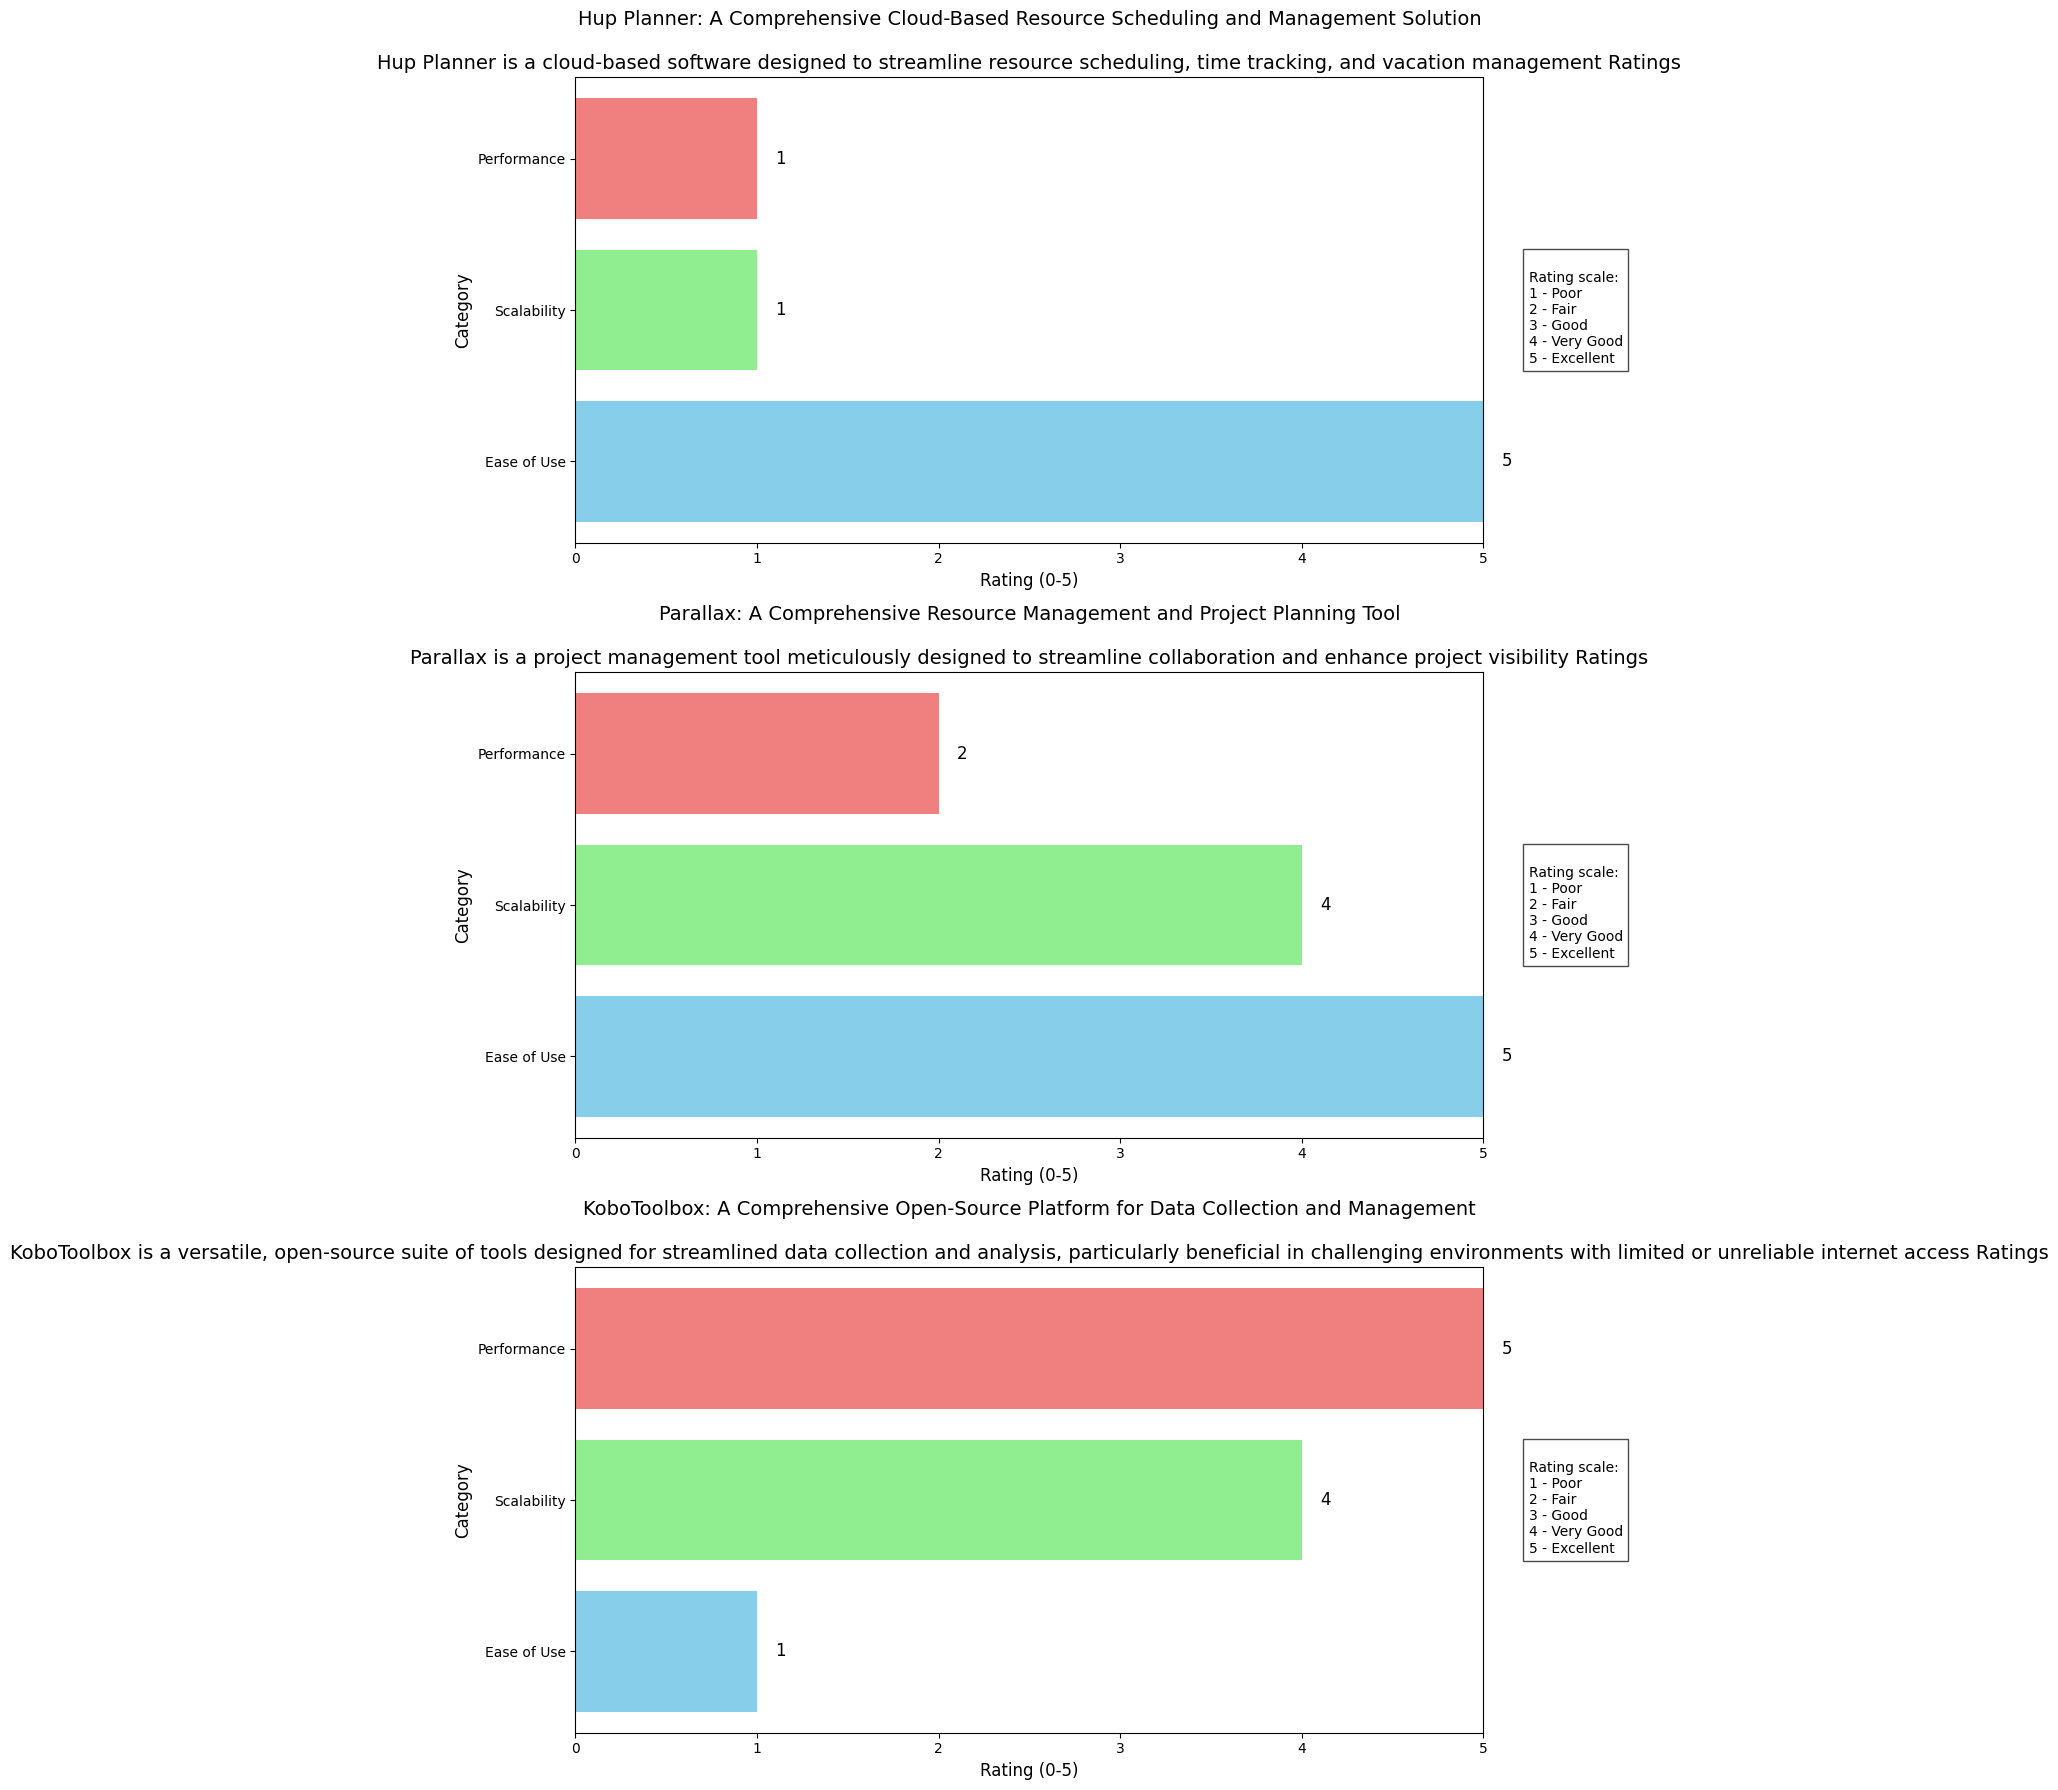 Hup Planner: A Comprehensive Cloud-Based Resource Scheduling and Management Solution
Hup Planner is a cloud-based software designed to streamline resource scheduling, time tracking, and vacation management Ratings
Performance
1
Scalability
1
Ease of Use
5
Category
0 1 2 3 4 5
Rating (0-5)
Rating scale:
1 - Poor
2 - Fair
3 - Good
4 - Very Good
5 - Excellent
Parallax: A Comprehensive Resource Management and Project Planning Tool
Parallax is a project management tool meticulously designed to streamline collaboration and enhance project visibility Ratings
Performance
2
Scalability
4
Ease of Use
5
Category
0 1 2 3 4 5
Rating (0-5)
Rating scale:
1 - Poor
2 - Fair
3 - Good
4 - Very Good
5 - Excellent
KoboToolbox: A Comprehensive Open-Source Platform for Data Collection and Management
KoboToolbox is a versatile, open-source suite of tools designed for streamlined data collection and analysis, particularly beneficial in challenging environments with limited or unreliable internet access Ratings
Performance
5
Scalability
4
Ease of Use
1
Category
0 1 2 3 4 5
Rating (0-5)
Rating scale:
1 - Poor
2 - Fair
3 - Good
4 - Very Good
5 - Excellent